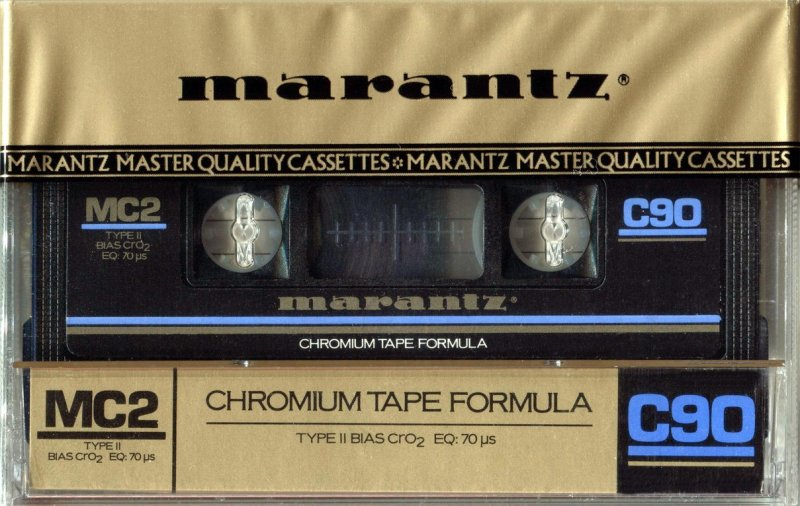 marantz®
MARANTZ MASTER QUALITY CASSETTES ✲ MARANTZ MASTER QUALITY CASSETTES
MC2
TYPE II
BIAS CrO₂
EQ: 70 µs
C90
marantz®
CHROMIUM TAPE FORMULA
MC2
TYPE II
BIAS CrO₂ EQ: 70 µs
CHROMIUM TAPE FORMULA
TYPE II BIAS CrO₂ EQ: 70 µs
C90